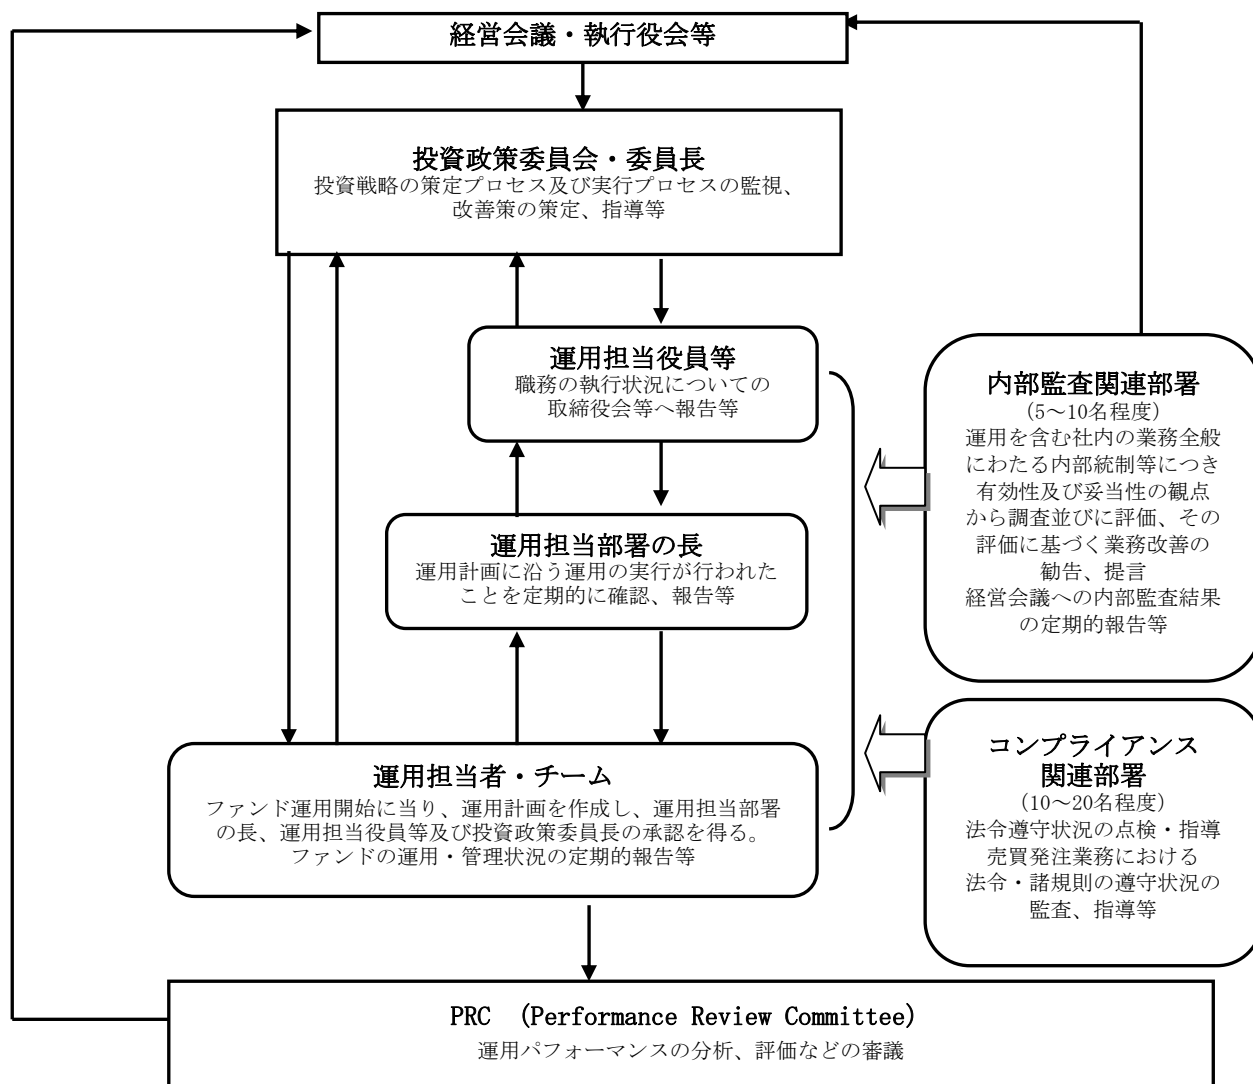 経営会議・執行役会等
投資政策委員会・委員長
投資戦略の策定プロセス及び実行プロセスの監視、
改善策の策定、指導等
運用担当役員等
職務の執行状況についての
取締役会等へ報告等
運用担当部署の長
運用計画に沿う運用の実行が行われた
ことを定期的に確認、報告等
運用担当者・チーム
ファンド運用開始に当り、運用計画を作成し、運用担当部署
の長、運用担当役員等及び投資政策委員長の承認を得る。
ファンドの運用・管理状況の定期的報告等
内部監査関連部署
(5～10名程度)
運用を含む社内の業務全般
にわたる内部統制等につき
有効性及び妥当性の観点
から調査並びに評価、その
評価に基づく業務改善の
勧告、提言
経営会議への内部監査結果
の定期的報告等
コンプライアンス
関連部署
(10～20名程度)
法令遵守状況の点検・指導
売買発注業務における
法令・諸規則の遵守状況の
監査、指導等
PRC (Performance Review Committee)
運用パフォーマンスの分析、評価などの審議